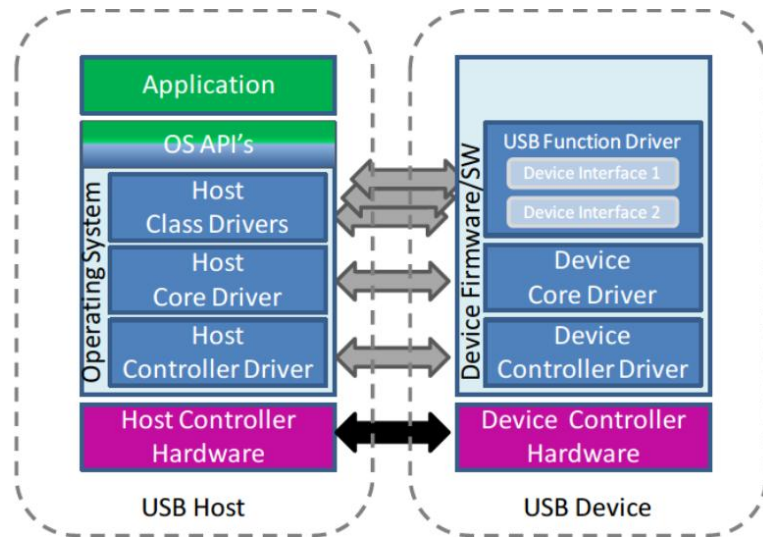 Application
OS API's
Operating System
Host
Class Drivers
Host
Core Driver
Host
Controller Driver
Host Controller
Hardware
USB Host
Device Firmware/SW
USB Function Driver
Device Interface 1
Device Interface 2
Device
Core Driver
Device
Controller Driver
Device Controller
Hardware
USB Device